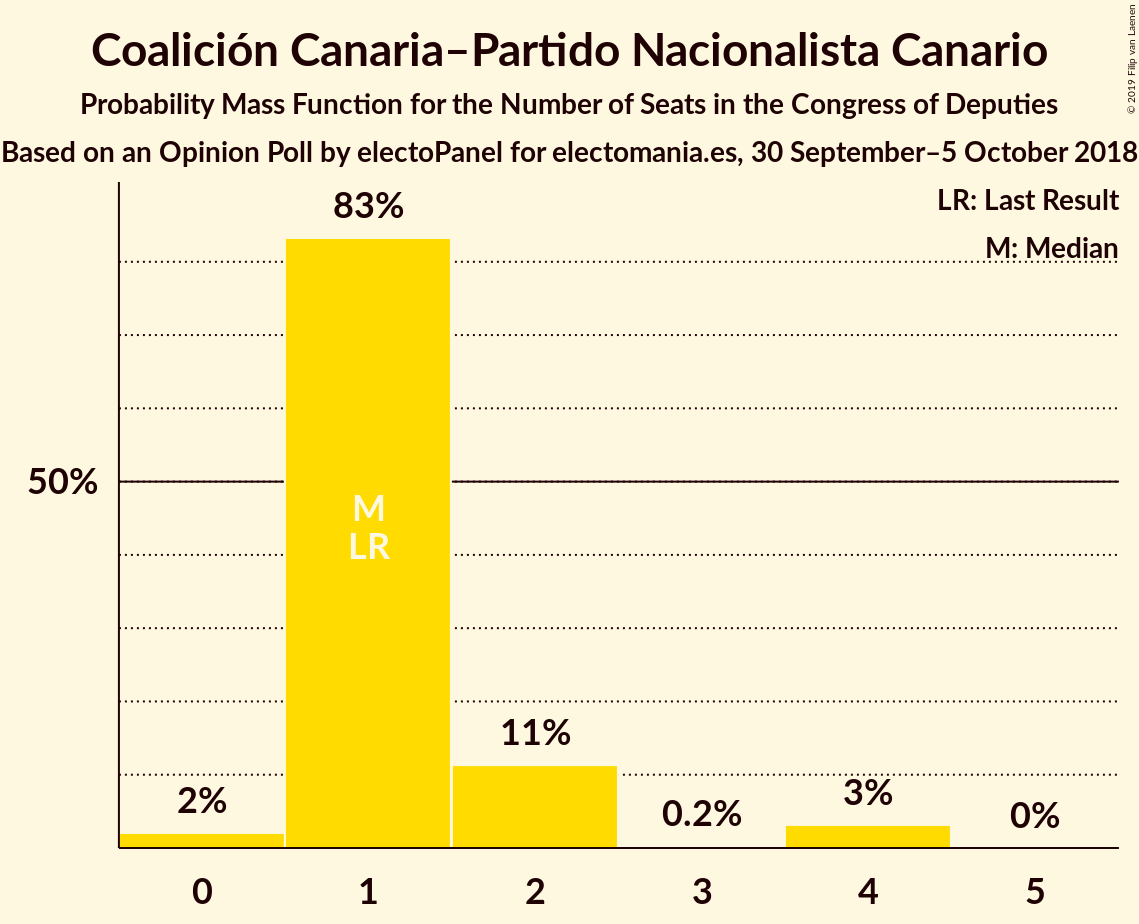 Coalición Canaria–Partido Nacionalista Canario
Probability Mass Function for the Number of Seats in the Congress of Deputies
Based on an Opinion Poll by electoPanel for electomania.es, 30 September–5 October 2018
© 2019 Filip van Laenen
LR: Last Result
M: Median
83%
50%
M
LR
11%
2%
0.2%
3%
0%
0 1 2 3 4 5